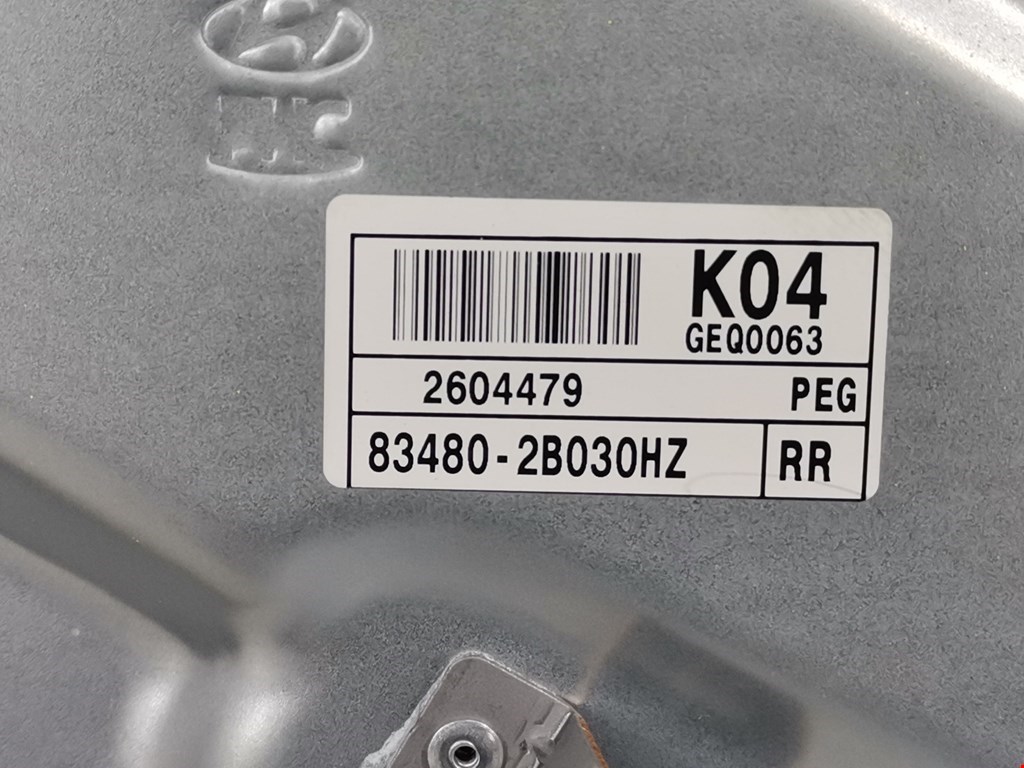 K04
GEQ0063
2604479 PEG
83480-2B030HZ RR